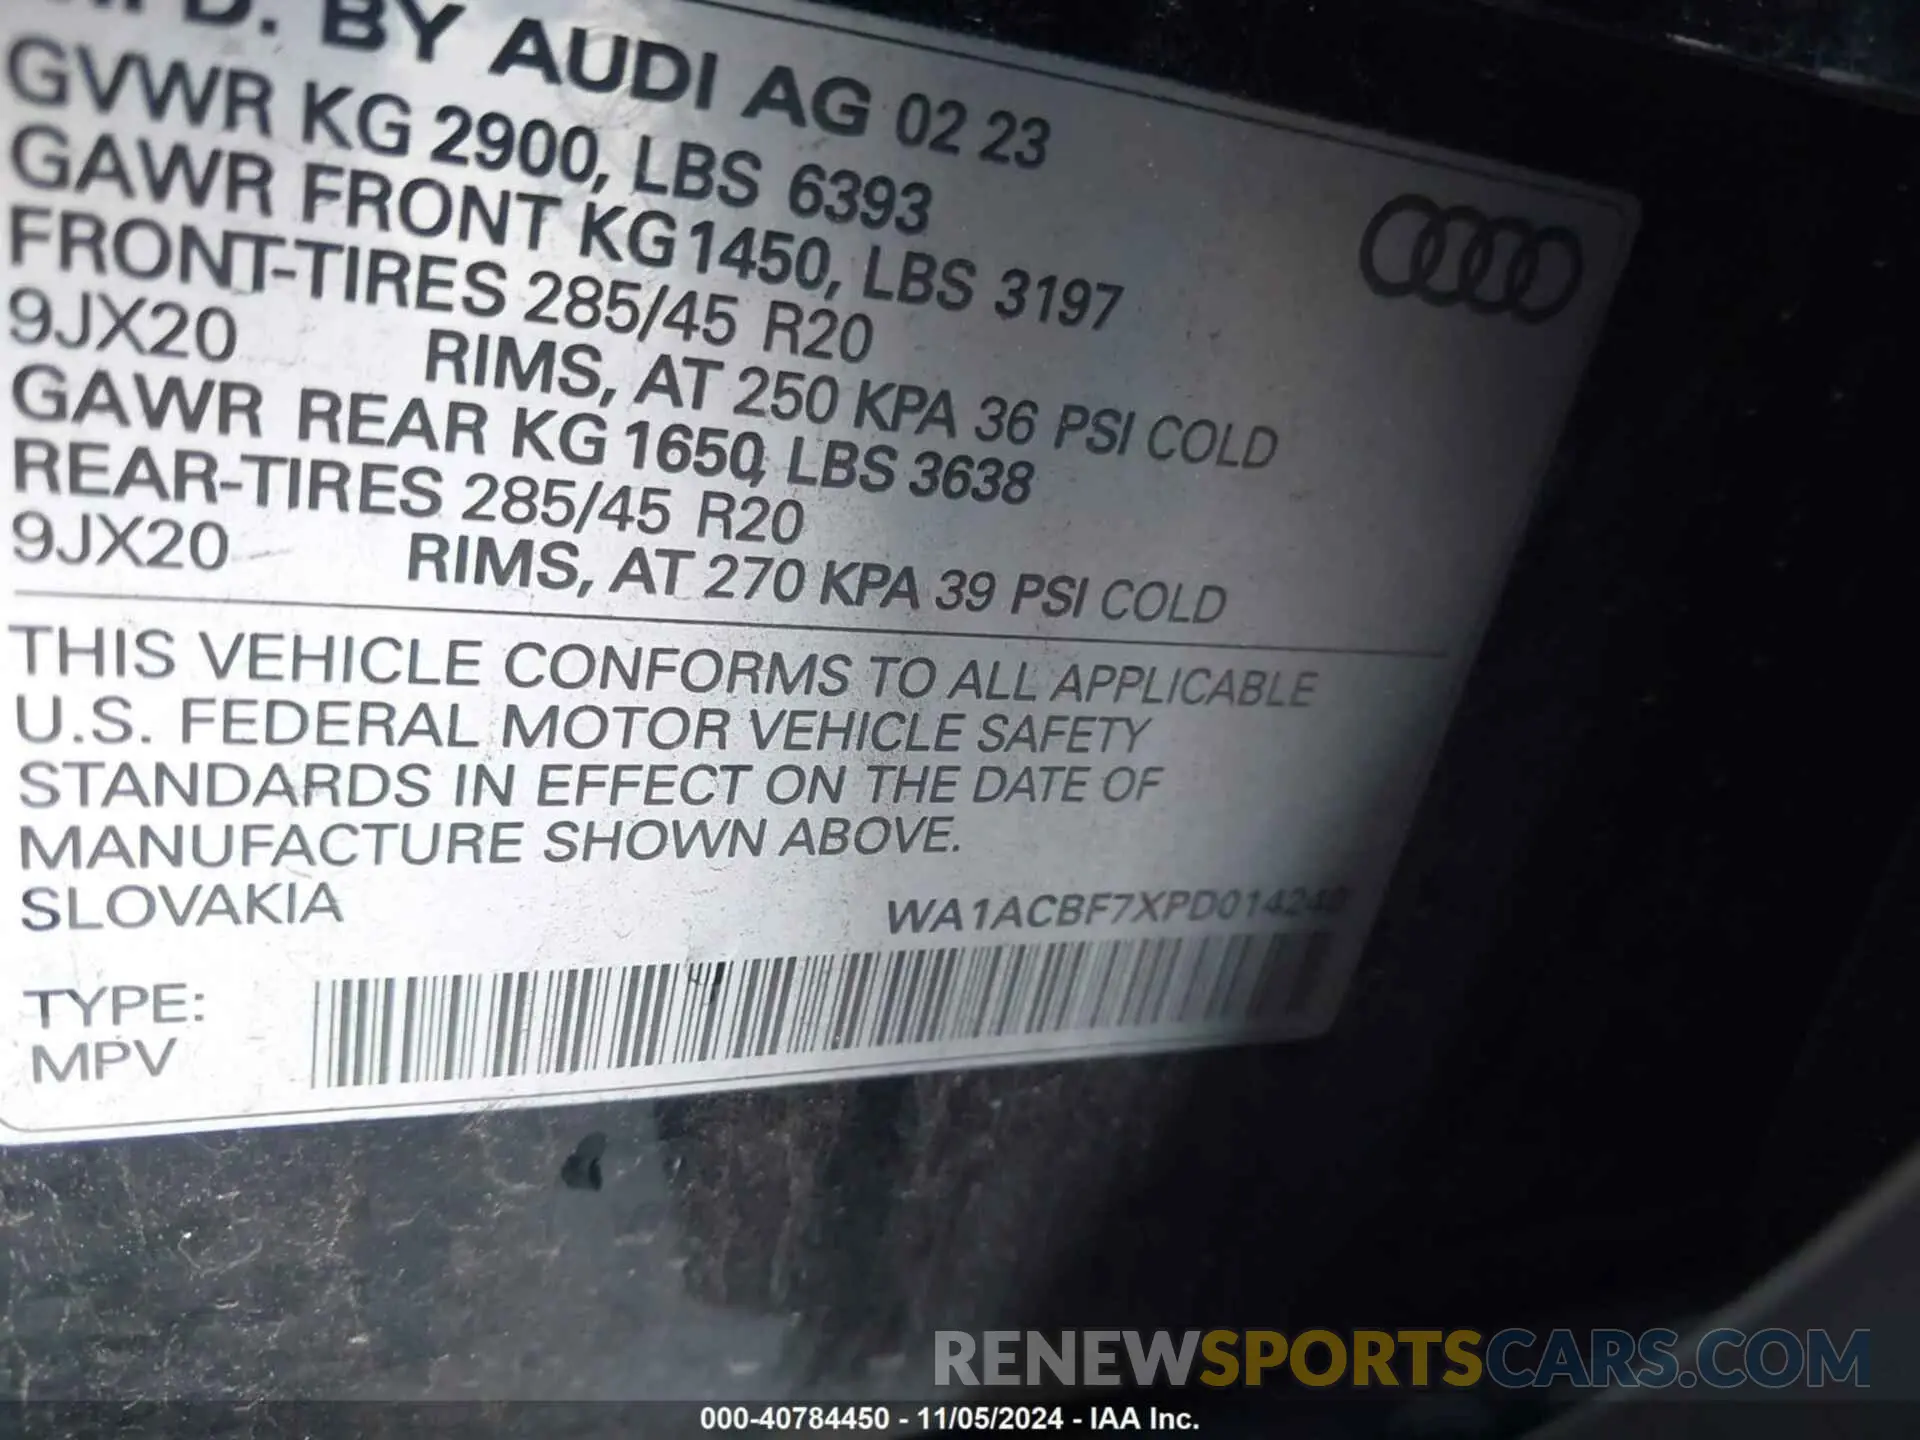 BY AUDI AG 02 23
GVWR KG 2900, LBS 6393
GAWR FRONT KG 1450, LBS 3197
FRONT-TIRES 285/45 R20
9JX20 RIMS, AT 250 KPA 36 PSI COLD
GAWR REAR KG 1650, LBS 3638
REAR-TIRES 285/45 R20
9JX20 RIMS, AT 270 KPA 39 PSI COLD
THIS VEHICLE CONFORMS TO ALL APPLICABLE
U.S. FEDERAL MOTOR VEHICLE SAFETY
STANDARDS IN EFFECT ON THE DATE OF
MANUFACTURE SHOWN ABOVE.
SLOVAKIA
TYPE:
MPV
RENEWSPORTSCARS.COM
000-40784450 - 11/05/2024 - IAA Inc.